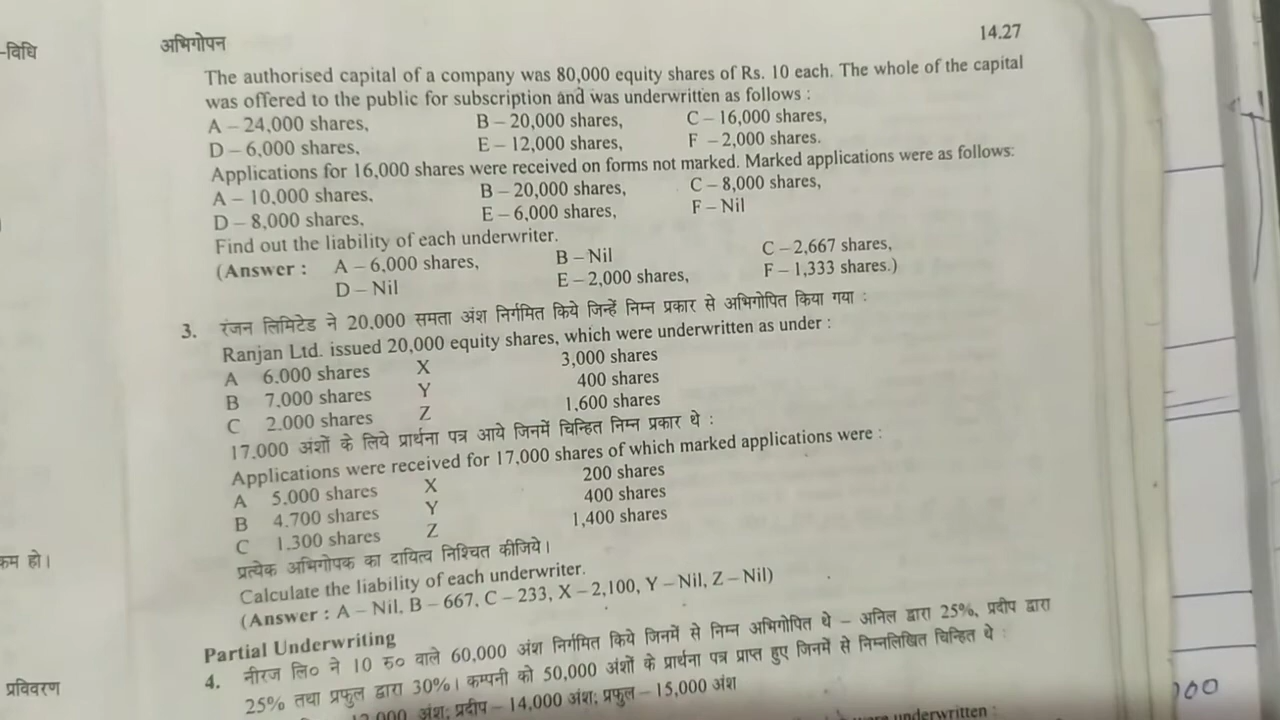 -विधि
अभिगोपन
14.27
The authorised capital of a company was 80,000 equity shares of Rs. 10 each. The whole of the capital
was offered to the public for subscription and was underwritten as follows :
A – 24,000 shares, B – 20,000 shares, C – 16,000 shares,
D – 6,000 shares, E – 12,000 shares, F – 2,000 shares.
Applications for 16,000 shares were received on forms not marked. Marked applications were as follows:
A – 10,000 shares, B – 20,000 shares, C – 8,000 shares,
D – 8,000 shares, E – 6,000 shares, F – Nil
Find out the liability of each underwriter.
(Answer : A – 6,000 shares, B – Nil C – 2,667 shares,
D – Nil E – 2,000 shares, F – 1,333 shares.)
3. रंजन लिमिटेड ने 20,000 समता अंश निर्गमित किये जिन्हें निम्न प्रकार से अभिगोपित किया गया :
Ranjan Ltd. issued 20,000 equity shares, which were underwritten as under :
A 6,000 shares X 3,000 shares
B 7,000 shares Y 400 shares
C 2,000 shares Z 1,600 shares
17,000 अंशों के लिये प्रार्थना पत्र आये जिनमें चिन्हित निम्न प्रकार थे :
Applications were received for 17,000 shares of which marked applications were :
A 5,000 shares X 200 shares
B 4,700 shares Y 400 shares
C 1,300 shares Z 1,400 shares
प्रत्येक अभिगोपक का दायित्व निश्चित कीजिये।
Calculate the liability of each underwriter.
(Answer : A – Nil, B – 667, C – 233, X – 2,100, Y – Nil, Z – Nil)
Partial Underwriting
4. नीरज लि० ने 10 रु० वाले 60,000 अंश निर्गमित किये जिनमें से निम्न अभिगोपित थे – अनिल द्वारा 25%, प्रदीप द्वारा
25% तथा प्रफुल द्वारा 30%। कम्पनी को 50,000 अंशों के प्रार्थना पत्र प्राप्त हुए जिनमें से निम्नलिखित चिन्हित थे :
12,000 अंश; प्रदीप – 14,000 अंश; प्रफुल – 15,000 अंश
were underwritten :
कम हो।
प्रविवरण